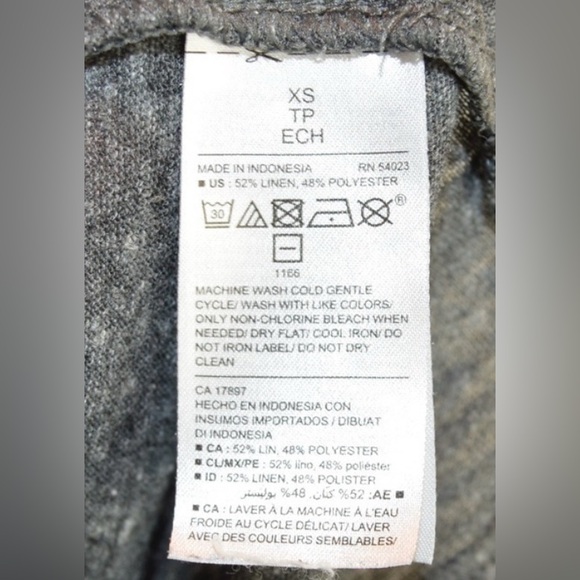 XS
TP
ECH
MADE IN INDONESIA RN 54023
■ US : 52% LINEN, 48% POLYESTER
30 ®
1166
MACHINE WASH COLD GENTLE
CYCLE/ WASH WITH LIKE COLORS/
ONLY NON-CHLORINE BLEACH WHEN
NEEDED/ DRY FLAT/ COOL IRON/ DO
NOT IRON LABEL/ DO NOT DRY
CLEAN
CA 17897
HECHO EN INDONESIA CON
INSUMOS IMPORTADOS / DIBUAT
DI INDONESIA
■ CA : 52% LIN, 48% POLYESTER
■ CL/MX/PE : 52% lino, 48% poliéster
■ ID : 52% LINEN, 48% POLISTER
■ AE: 52% كتان. 48% بوليستر
■ CA : LAVER À LA MACHINE À L'EAU
FROIDE AU CYCLE DÉLICAT/ LAVER
AVEC DES COULEURS SEMBLABLES/